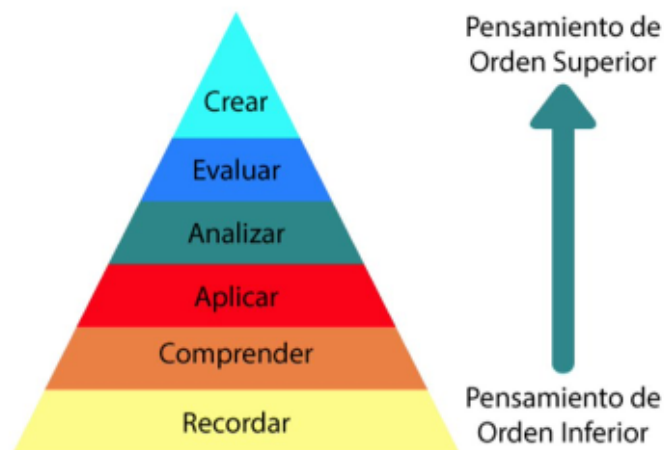 Crear
Evaluar
Analizar
Aplicar
Comprender
Recordar
Pensamiento de
Orden Superior
Pensamiento de
Orden Inferior